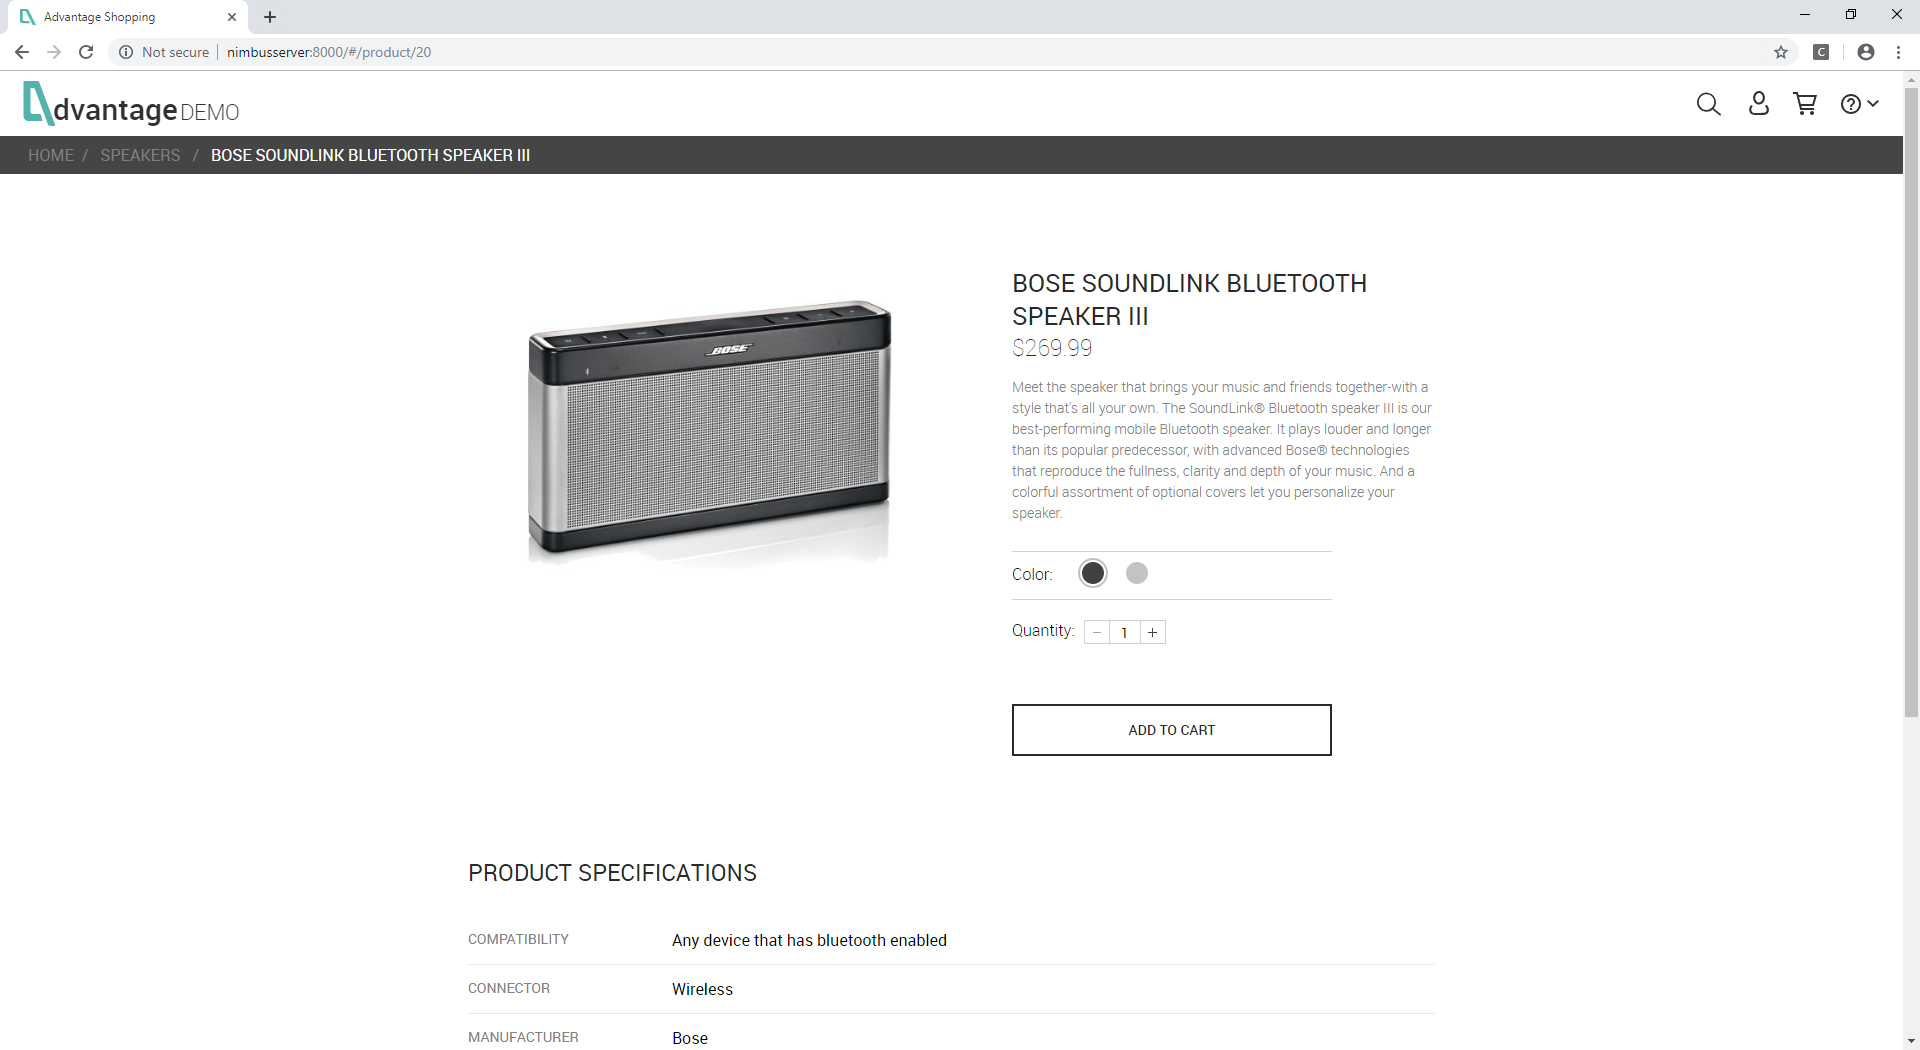 Advantage Shopping
Not secure
nimbusserver:8000/#/product/20
C
dvantage DEMO
HOME / SPEAKERS / BOSE SOUNDLINK BLUETOOTH SPEAKER III
BOSE
BOSE SOUNDLINK BLUETOOTH
SPEAKER III
$269.99
Meet the speaker that brings your music and friends together-with a
style that's all your own. The SoundLink® Bluetooth speaker III is our
best-performing mobile Bluetooth speaker. It plays louder and longer
than its popular predecessor, with advanced Bose® technologies
that reproduce the fullness, clarity and depth of your music. And a
colorful assortment of optional covers let you personalize your
speaker.
Color:
Quantity: − 1 +
ADD TO CART
PRODUCT SPECIFICATIONS
COMPATIBILITY Any device that has bluetooth enabled
CONNECTOR Wireless
MANUFACTURER Bose